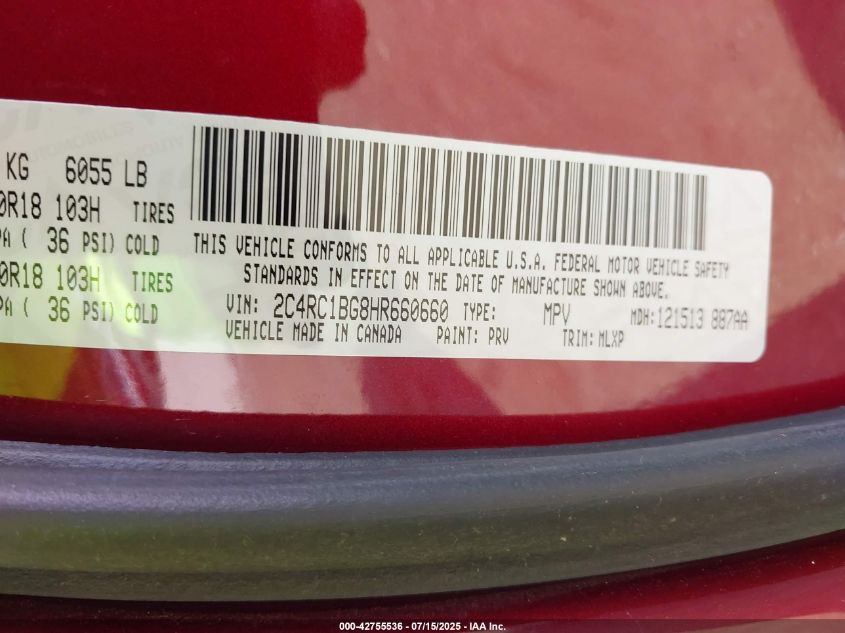 KG 6055 LB
0R18 103H TIRES
PA ( 36 PSI) COLD
0R18 103H TIRES
PA ( 36 PSI) COLD
THIS VEHICLE CONFORMS TO ALL APPLICABLE U.S.A. FEDERAL MOTOR VEHICLE SAFETY
STANDARDS IN EFFECT ON THE DATE OF MANUFACTURE SHOWN ABOVE.
VIN: 2C4RC1BG8HR660660 TYPE: MPV MDH:121513 887AA
VEHICLE MADE IN CANADA PAINT: PRV TRIM: MLXP
000-42755536 - 07/15/2025 - IAA Inc.